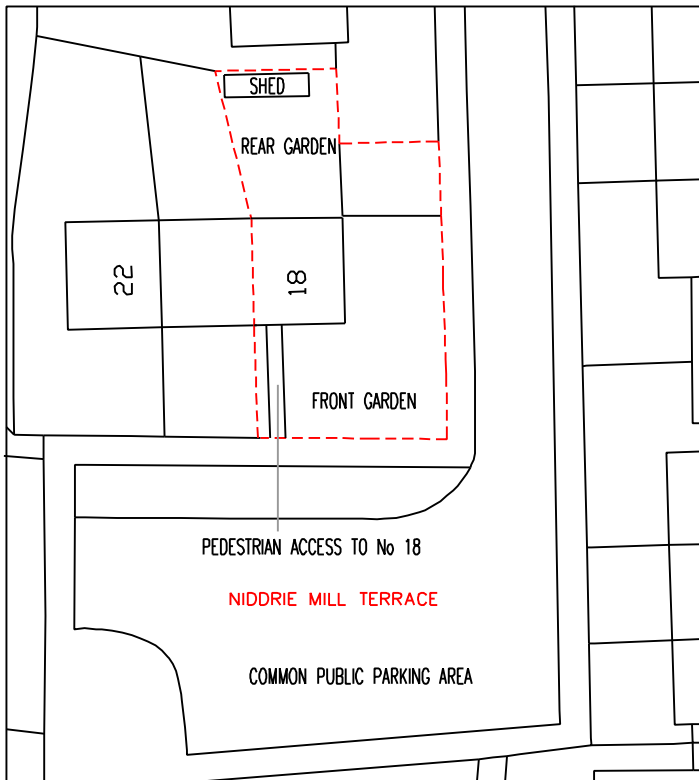 SHED
REAR GARDEN
22
18
FRONT GARDEN
PEDESTRIAN ACCESS TO No 18
NIDDRIE MILL TERRACE
COMMON PUBLIC PARKING AREA